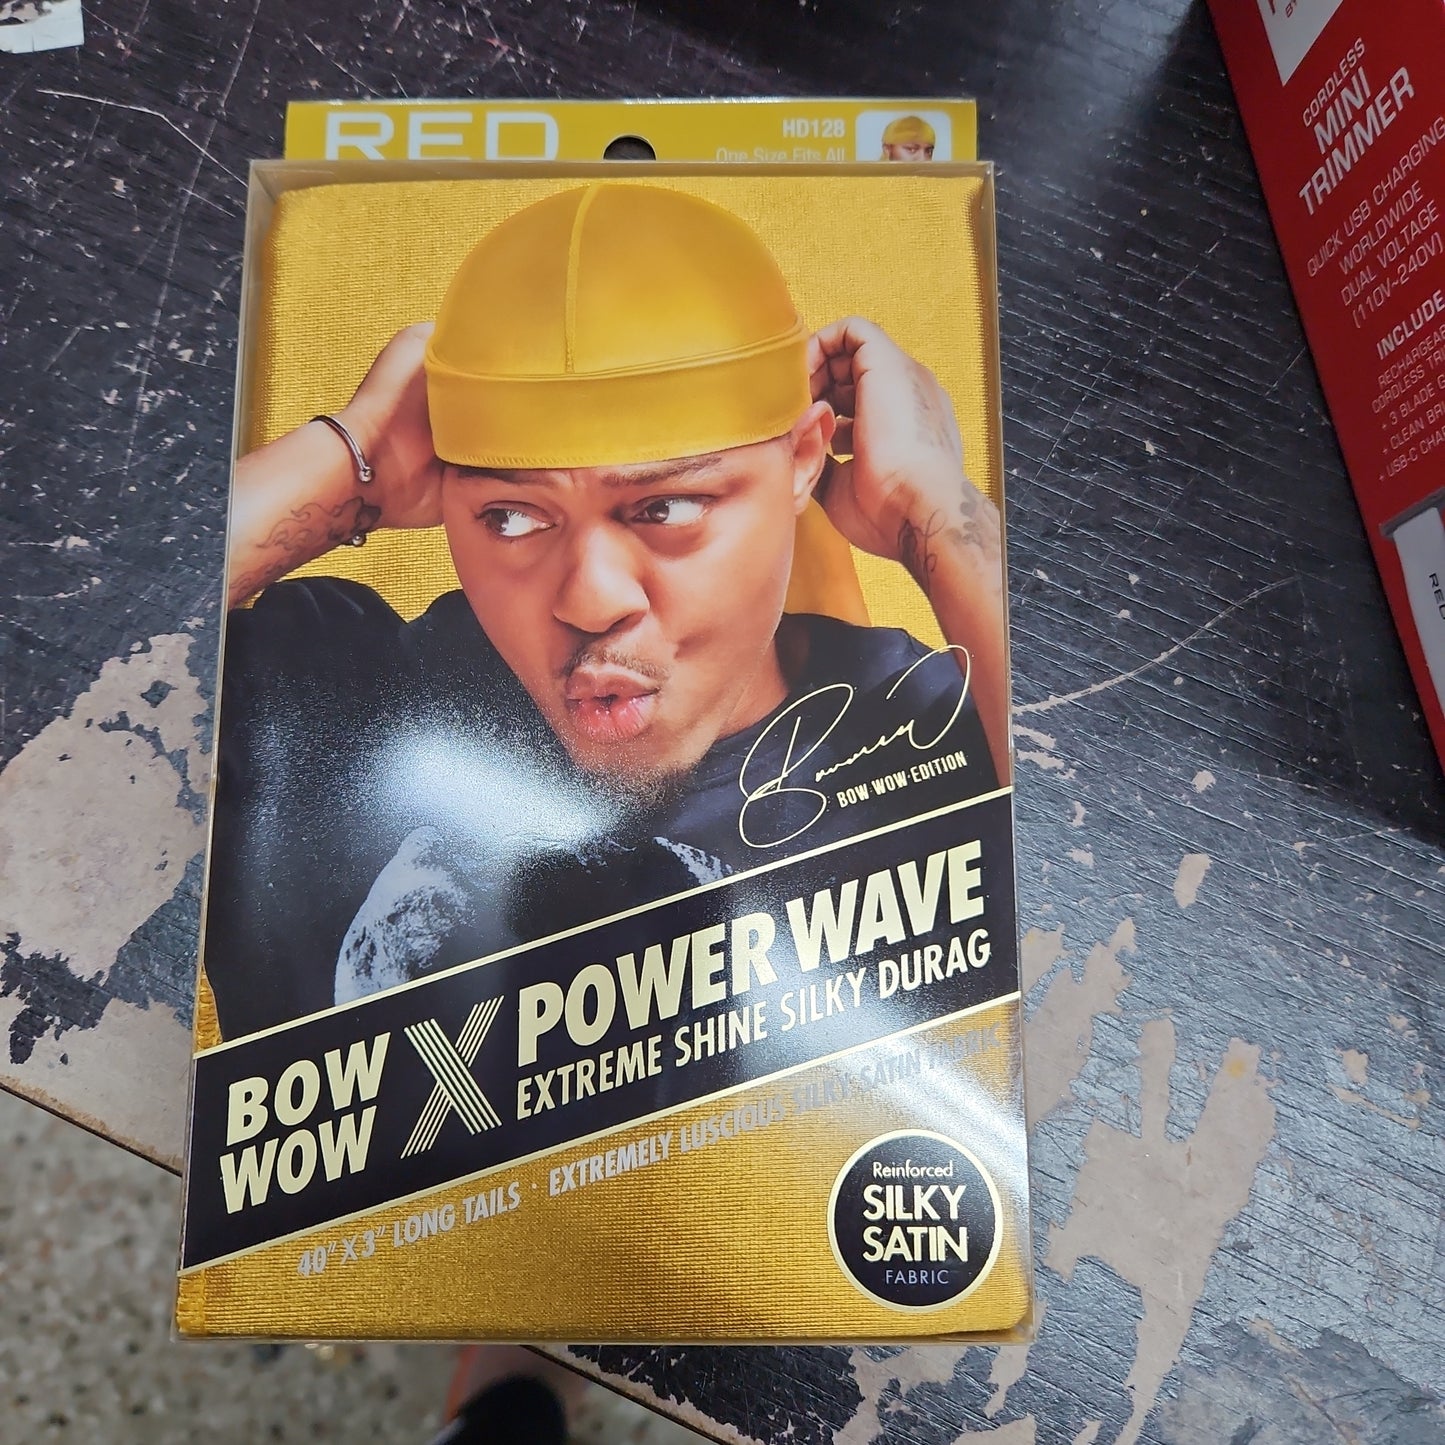 RED
HD128
One Size Fits All
BOW WOW EDITION
BOW
WOW
X
POWER WAVE
EXTREME SHINE SILKY DURAG
40" X 3" LONG TAILS · EXTREMELY LUSCIOUS SILKY SATIN FABRIC
Reinforced
SILKY
SATIN
FABRIC
CORDLESS
MINI
TRIMMER
QUICK USB CHARGING
WORLDWIDE
DUAL VOLTAGE
(110V~240V)
RED